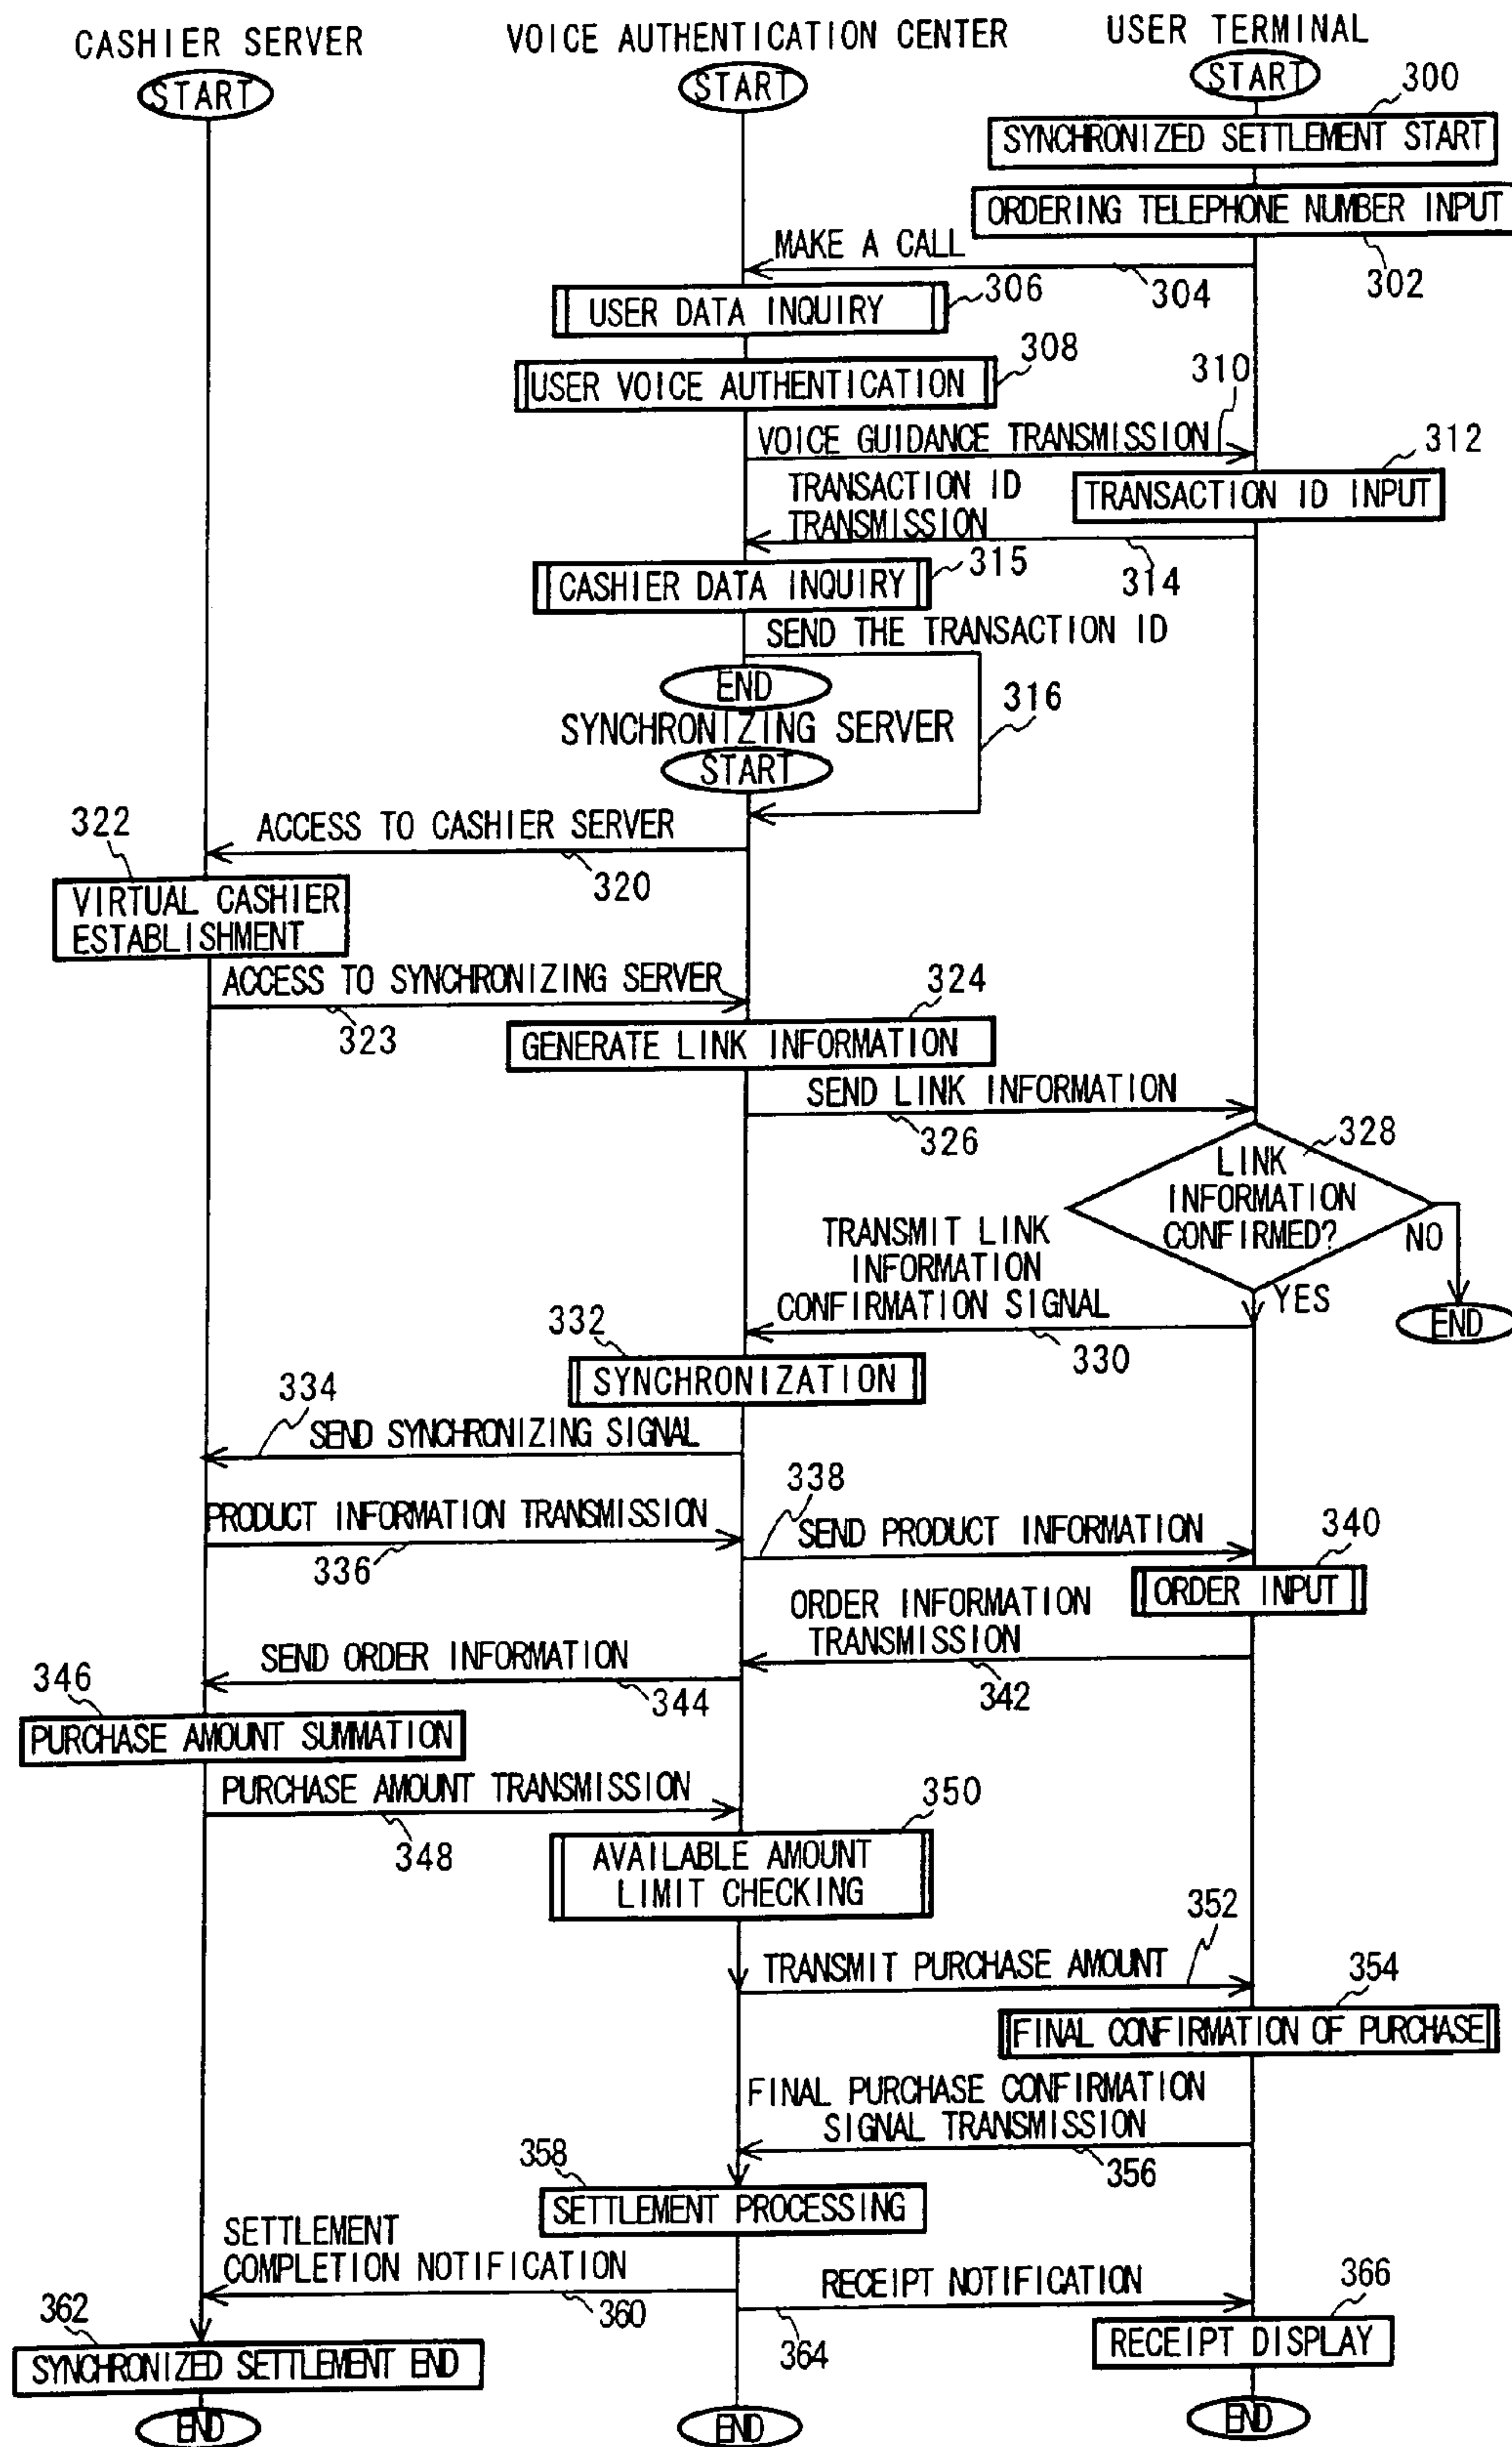 CASHIER SERVER
VOICE AUTHENTICATION CENTER
USER TERMINAL
START
START
START
300
SYNCHRONIZED SETTLEMENT START
ORDERING TELEPHONE NUMBER INPUT
302
MAKE A CALL
304
USER DATA INQUIRY
306
USER VOICE AUTHENTICATION
308
310
VOICE GUIDANCE TRANSMISSION
312
TRANSACTION ID INPUT
TRANSACTION ID
TRANSMISSION
314
CASHIER DATA INQUIRY
315
SEND THE TRANSACTION ID
END
316
SYNCHRONIZING SERVER
START
322
ACCESS TO CASHIER SERVER
320
VIRTUAL CASHIER
ESTABLISHMENT
ACCESS TO SYNCHRONIZING SERVER
323
324
GENERATE LINK INFORMATION
SEND LINK INFORMATION
326
328
LINK
INFORMATION
CONFIRMED?
NO
YES
END
TRANSMIT LINK
INFORMATION
CONFIRMATION SIGNAL
330
332
SYNCHRONIZATION
334
SEND SYNCHRONIZING SIGNAL
PRODUCT INFORMATION TRANSMISSION
336
338
SEND PRODUCT INFORMATION
340
ORDER INPUT
ORDER INFORMATION
TRANSMISSION
342
SEND ORDER INFORMATION
344
346
PURCHASE AMOUNT SUMMATION
PURCHASE AMOUNT TRANSMISSION
348
350
AVAILABLE AMOUNT
LIMIT CHECKING
352
TRANSMIT PURCHASE AMOUNT
354
FINAL CONFIRMATION OF PURCHASE
FINAL PURCHASE CONFIRMATION
SIGNAL TRANSMISSION
356
358
SETTLEMENT PROCESSING
SETTLEMENT
COMPLETION NOTIFICATION
360
RECEIPT NOTIFICATION
364
362
SYNCHRONIZED SETTLEMENT END
366
RECEIPT DISPLAY
END
END
END